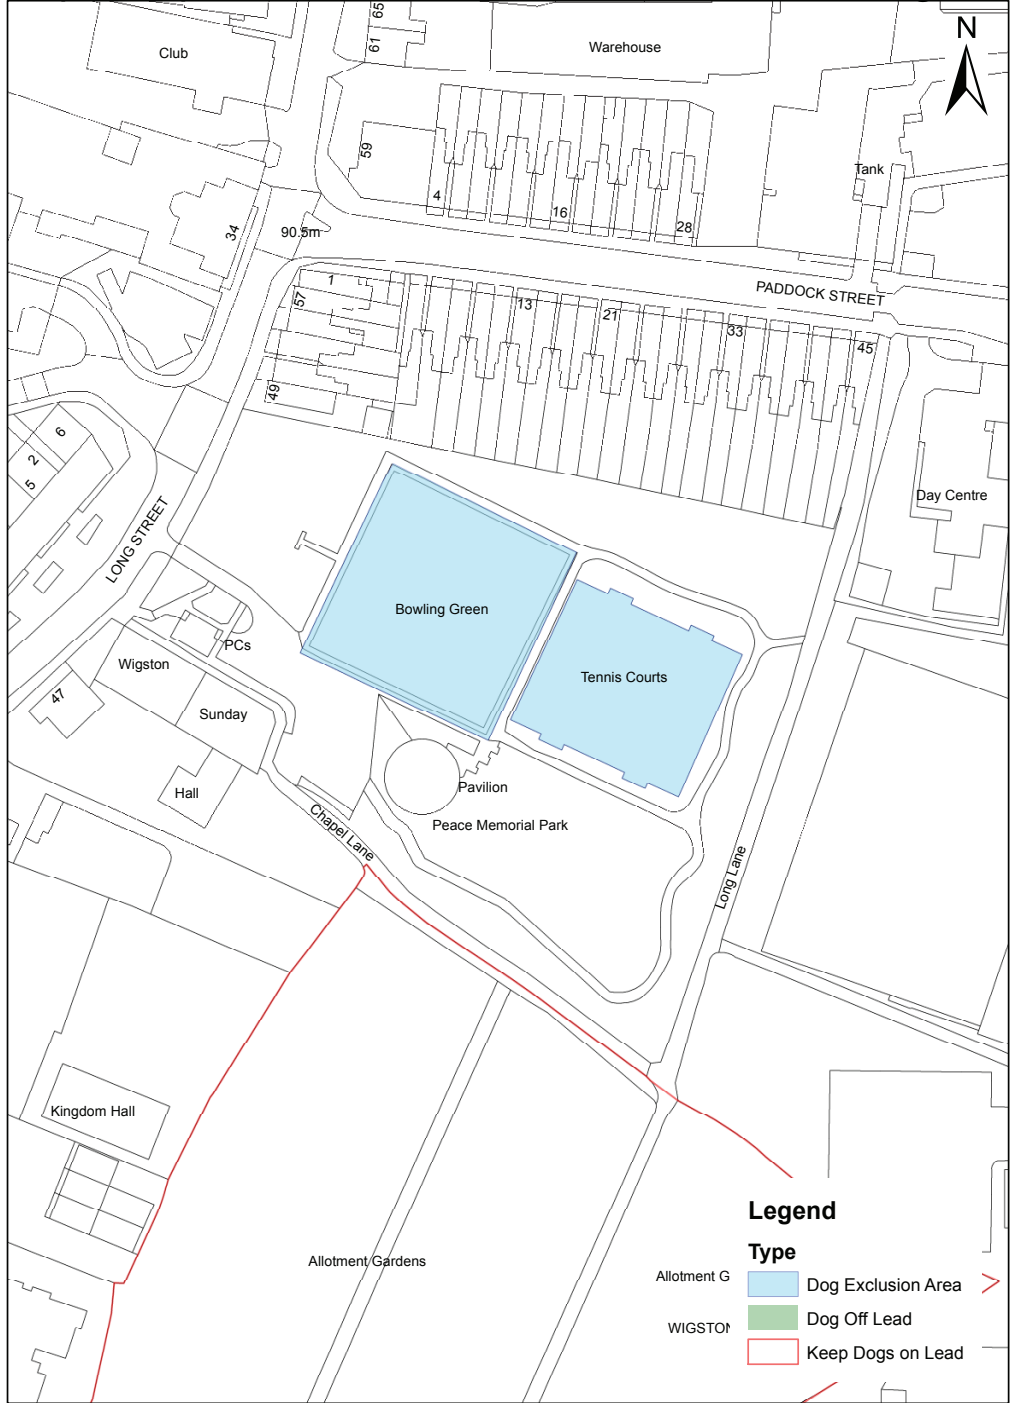 65
61
Club
Warehouse
N
59
Tank
4
16
28
34
90.5m
PADDOCK STREET
1
57
13
21
33
45
49
6
2
5
Day Centre
LONG STREET
Bowling Green
PCs
Wigston
Tennis Courts
47
Sunday
Hall
Pavilion
Chapel Lane
Peace Memorial Park
Long Lane
Kingdom Hall
Allotment Gardens
Allotment G
WIGSTON
Legend
Type
Dog Exclusion Area
Dog Off Lead
Keep Dogs on Lead